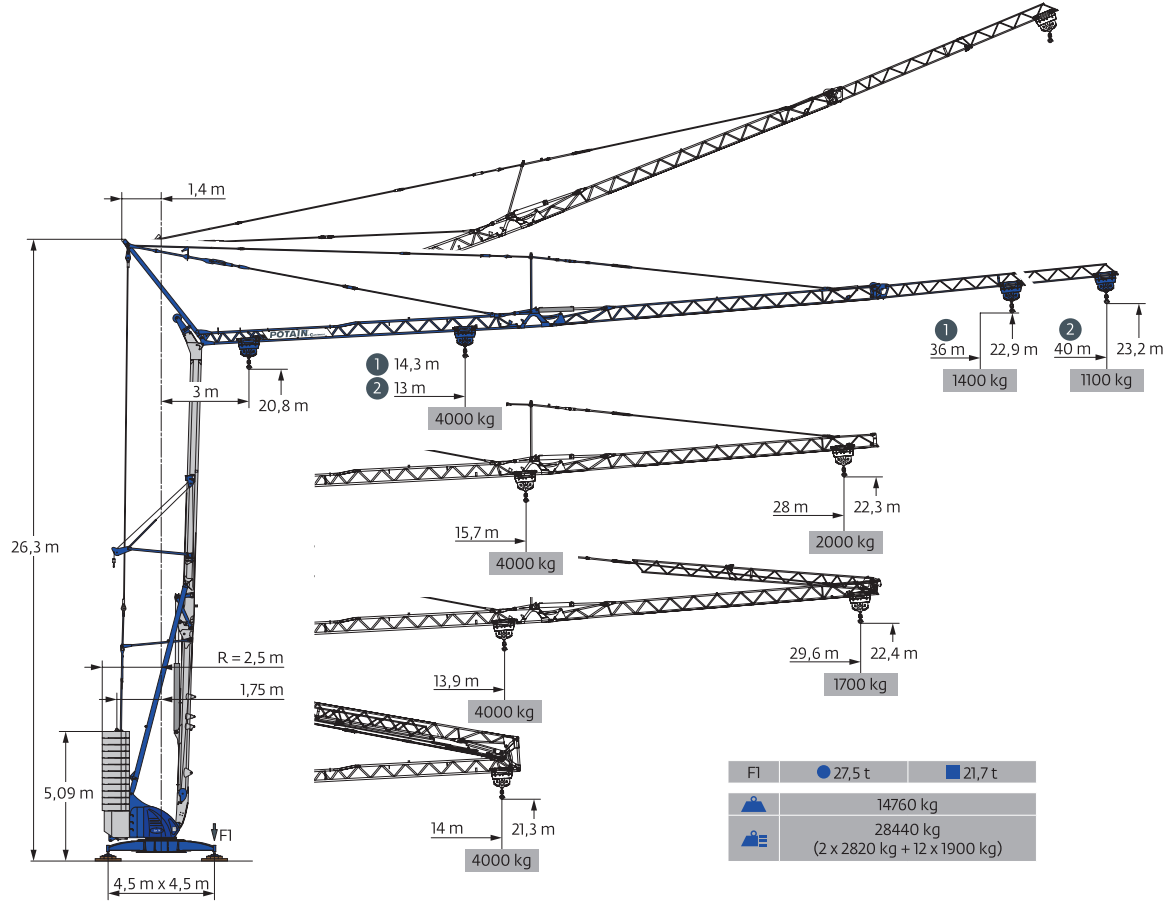 1,4 m
POTAIN
1
14,3 m
2
13 m
4000 kg
3 m
20,8 m
1
36 m
22,9 m
1400 kg
2
40 m
23,2 m
1100 kg
26,3 m
15,7 m
4000 kg
28 m
22,3 m
2000 kg
13,9 m
4000 kg
29,6 m
22,4 m
1700 kg
R = 2,5 m
1,75 m
5,09 m
14 m
21,3 m
4000 kg
F1
4,5 m x 4,5 m
F1 27,5 t 21,7 t
14760 kg
28440 kg
(2 x 2820 kg + 12 x 1900 kg)